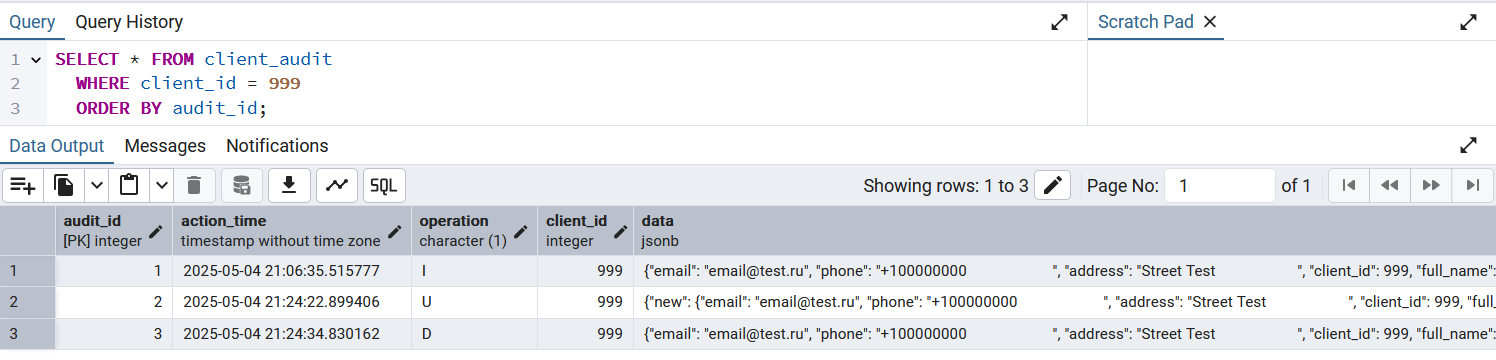 Query Query History Scratch Pad
1 SELECT * FROM client_audit
2 WHERE client_id = 999
3 ORDER BY audit_id;
Data Output Messages Notifications
SQL Showing rows: 1 to 3 Page No: 1 of 1
audit_id action_time operation client_id data
[PK] integer timestamp without time zone character (1) integer jsonb
1 1 2025-05-04 21:06:35.515777 I 999 {"email": "email@test.ru", "phone": "+100000000 ", "address": "Street Test ", "client_id": 999, "full_name":
2 2 2025-05-04 21:24:22.899406 U 999 {"new": {"email": "email@test.ru", "phone": "+100000000 ", "address": "Street Test ", "client_id": 999, "full_
3 3 2025-05-04 21:24:34.830162 D 999 {"email": "email@test.ru", "phone": "+100000000 ", "address": "Street Test ", "client_id": 999, "full_name":